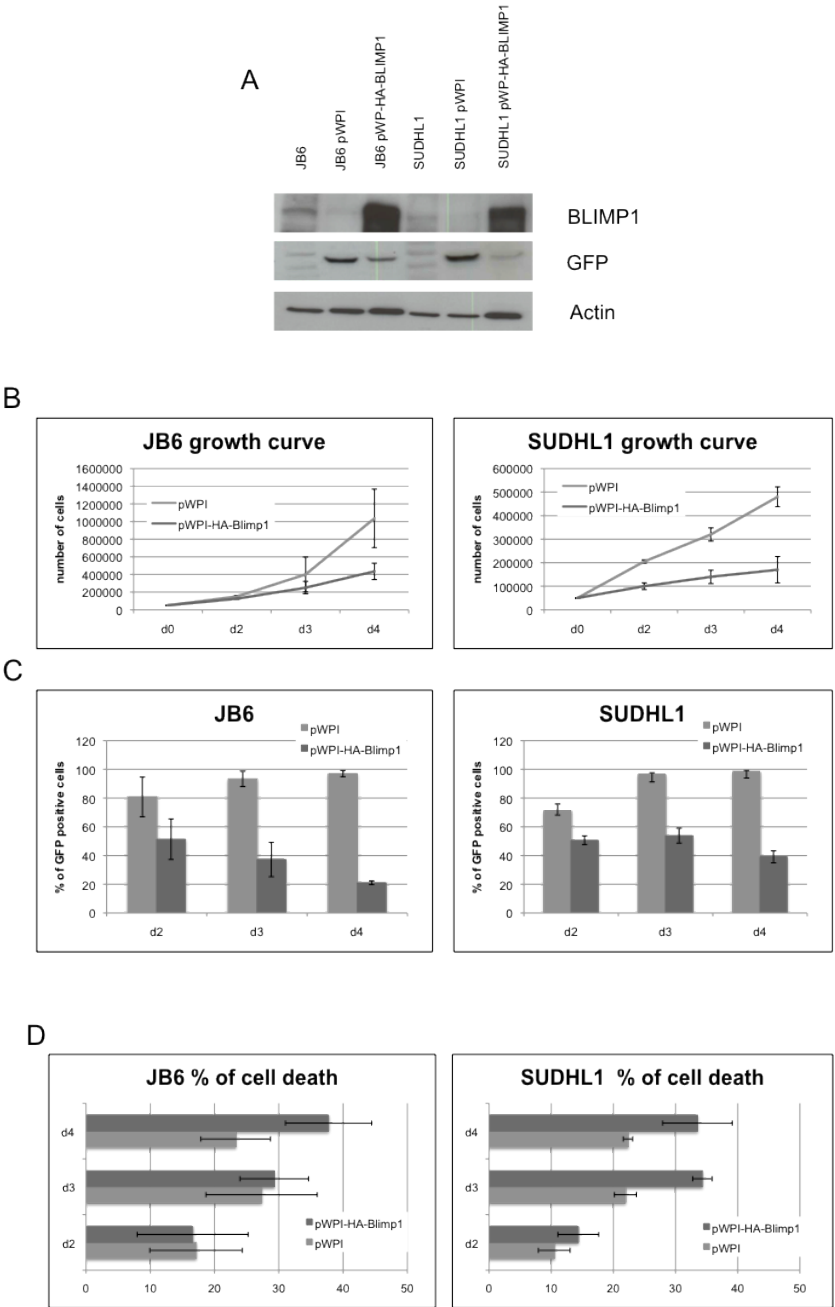 A
JB6
JB6 pWPI
JB6 pWP-HA-BLIMP1
SUDHL1
SUDHL1 pWPI
SUDHL1 pWP-HA-BLIMP1
BLIMP1
GFP
Actin
B
JB6 growth curve
number of cells
1600000
1400000
1200000
1000000
800000
600000
400000
200000
0
pWPI
pWPI-HA-Blimp1
d0 d2 d3 d4
SUDHL1 growth curve
number of cells
600000
500000
400000
300000
200000
100000
0
pWPI
pWPI-HA-Blimp1
d0 d2 d3 d4
C
JB6
pWPI
pWPI-HA-Blimp1
% of GFP positive cells
120
100
80
60
40
20
0
d2 d3 d4
SUDHL1
pWPI
pWPI-HA-Blimp1
% of GFP positive cells
120
100
80
60
40
20
0
d2 d3 d4
D
JB6 % of cell death
d4
d3
d2
pWPI-HA-Blimp1
pWPI
0 10 20 30 40 50
SUDHL1 % of cell death
d4
d3
d2
pWPI-HA-Blimp1
pWPI
0 10 20 30 40 50